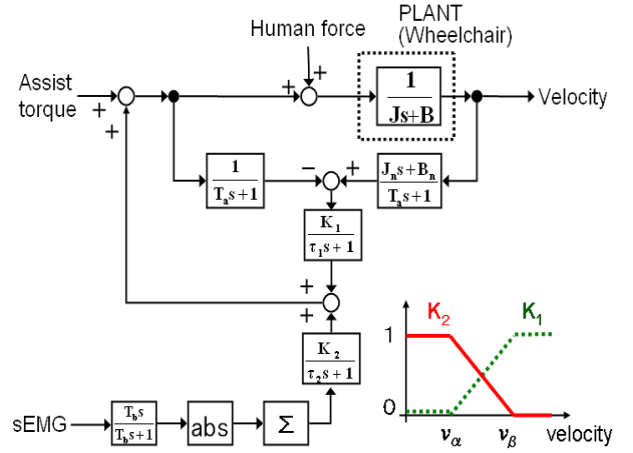 PLANT
(Wheelchair)
Human force
Assist
torque
+
+
+
+
1
Js+B
Velocity
1
Tas+1
−
+
Jns+Bn
Tas+1
K1
τ1s+1
+
+
K2
τ2s+1
sEMG
Tbs
Tbs+1
abs
Σ
1
0
K2
K1
vα
vβ
velocity